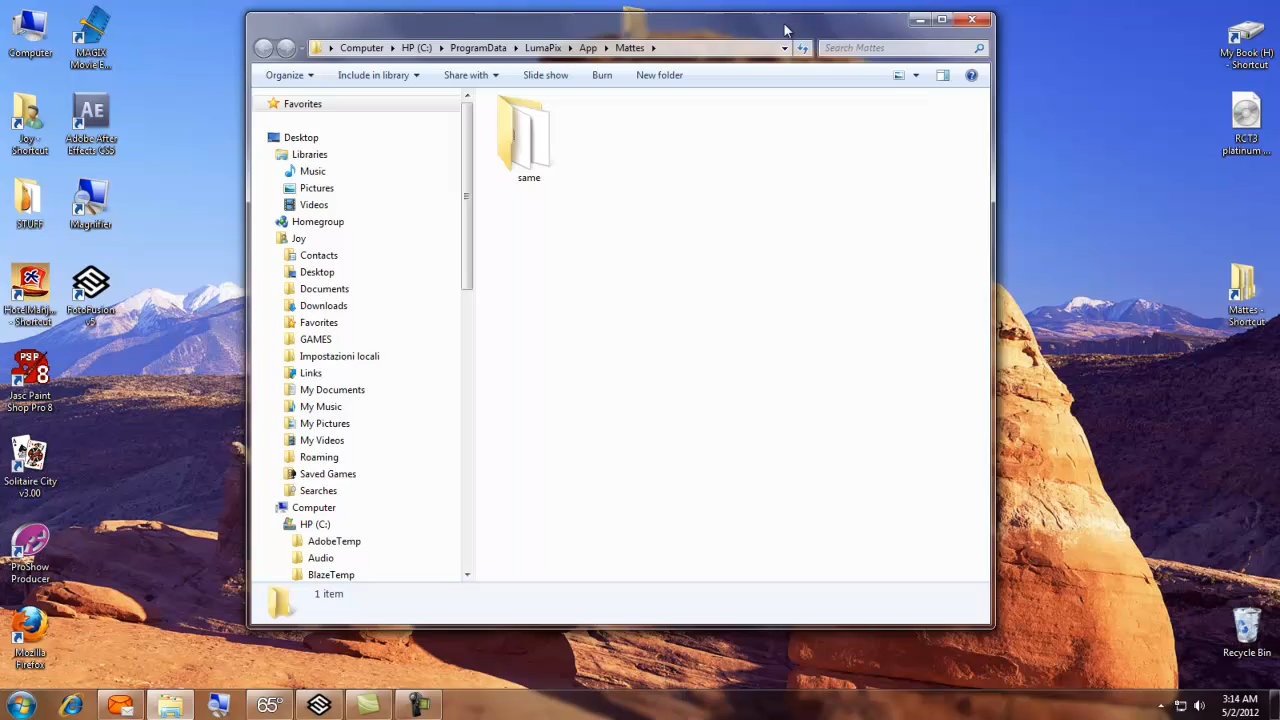 Computer
MAGIX
Movie E...
Joy -
Shortcut
AE
Adobe After
Effects CS5
STUFF
Magnifier
HotelMahj...
- Shortcut
FotoFusion
v5
PSP
8
Jasc Paint
Shop Pro 8
Solitaire City
v3.00
ProShow
Producer
Mozilla
Firefox
Computer HP (C:) ProgramData LumaPix App Mattes
Search Mattes
Organize Include in library Share with Slide show Burn New folder
Favorites
Desktop
Libraries
Music
Pictures
Videos
Homegroup
Joy
Contacts
Desktop
Documents
Downloads
Favorites
GAMES
Impostazioni locali
Links
My Documents
My Music
My Pictures
My Videos
Roaming
Saved Games
Searches
Computer
HP (C:)
AdobeTemp
Audio
BlazeTemp
same
1 item
My Book (H)
- Shortcut
RCT3
platinum ...
Mattes -
Shortcut
Recycle Bin
65°
3:14 AM
5/2/2012